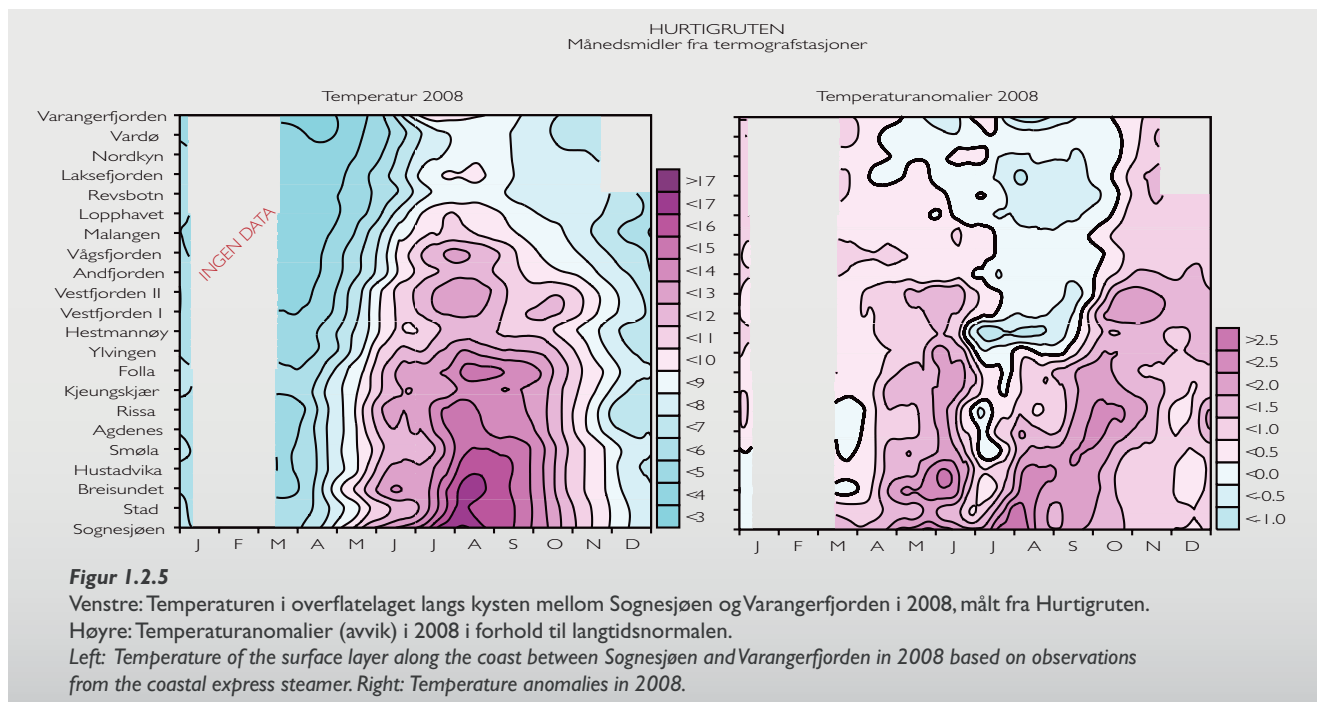 HURTIGRUTEN
Månedsmidler fra termografstasjoner
Temperatur 2008
Varangerfjorden
Vardø
Nordkyn
Laksefjorden
Revsbotn
Lopphavet
Malangen
Vågsfjorden
Andfjorden
Vestfjorden II
Vestfjorden I
Hestmannøy
Ylvingen
Folla
Kjeungskjær
Rissa
Agdenes
Smøla
Hustadvika
Breisundet
Stad
Sognesjøen
INGEN DATA
J F M A M J J A S O N D
>17
<17
<16
<15
<14
<13
<12
<11
<10
<9
<8
<7
<6
<5
<4
<3
Temperaturanomalier 2008
J F M A M J J A S O N D
>2.5
<2.5
<2.0
<1.5
<1.0
<0.5
<0.0
<-0.5
<-1.0
Figur 1.2.5
Venstre: Temperaturen i overflatelaget langs kysten mellom Sognesjøen og Varangerfjorden i 2008, målt fra Hurtigruten.
Høyre: Temperaturanomalier (avvik) i 2008 i forhold til langtidsnormalen.
Left: Temperature of the surface layer along the coast between Sognesjøen and Varangerfjorden in 2008 based on observations
from the coastal express steamer. Right: Temperature anomalies in 2008.